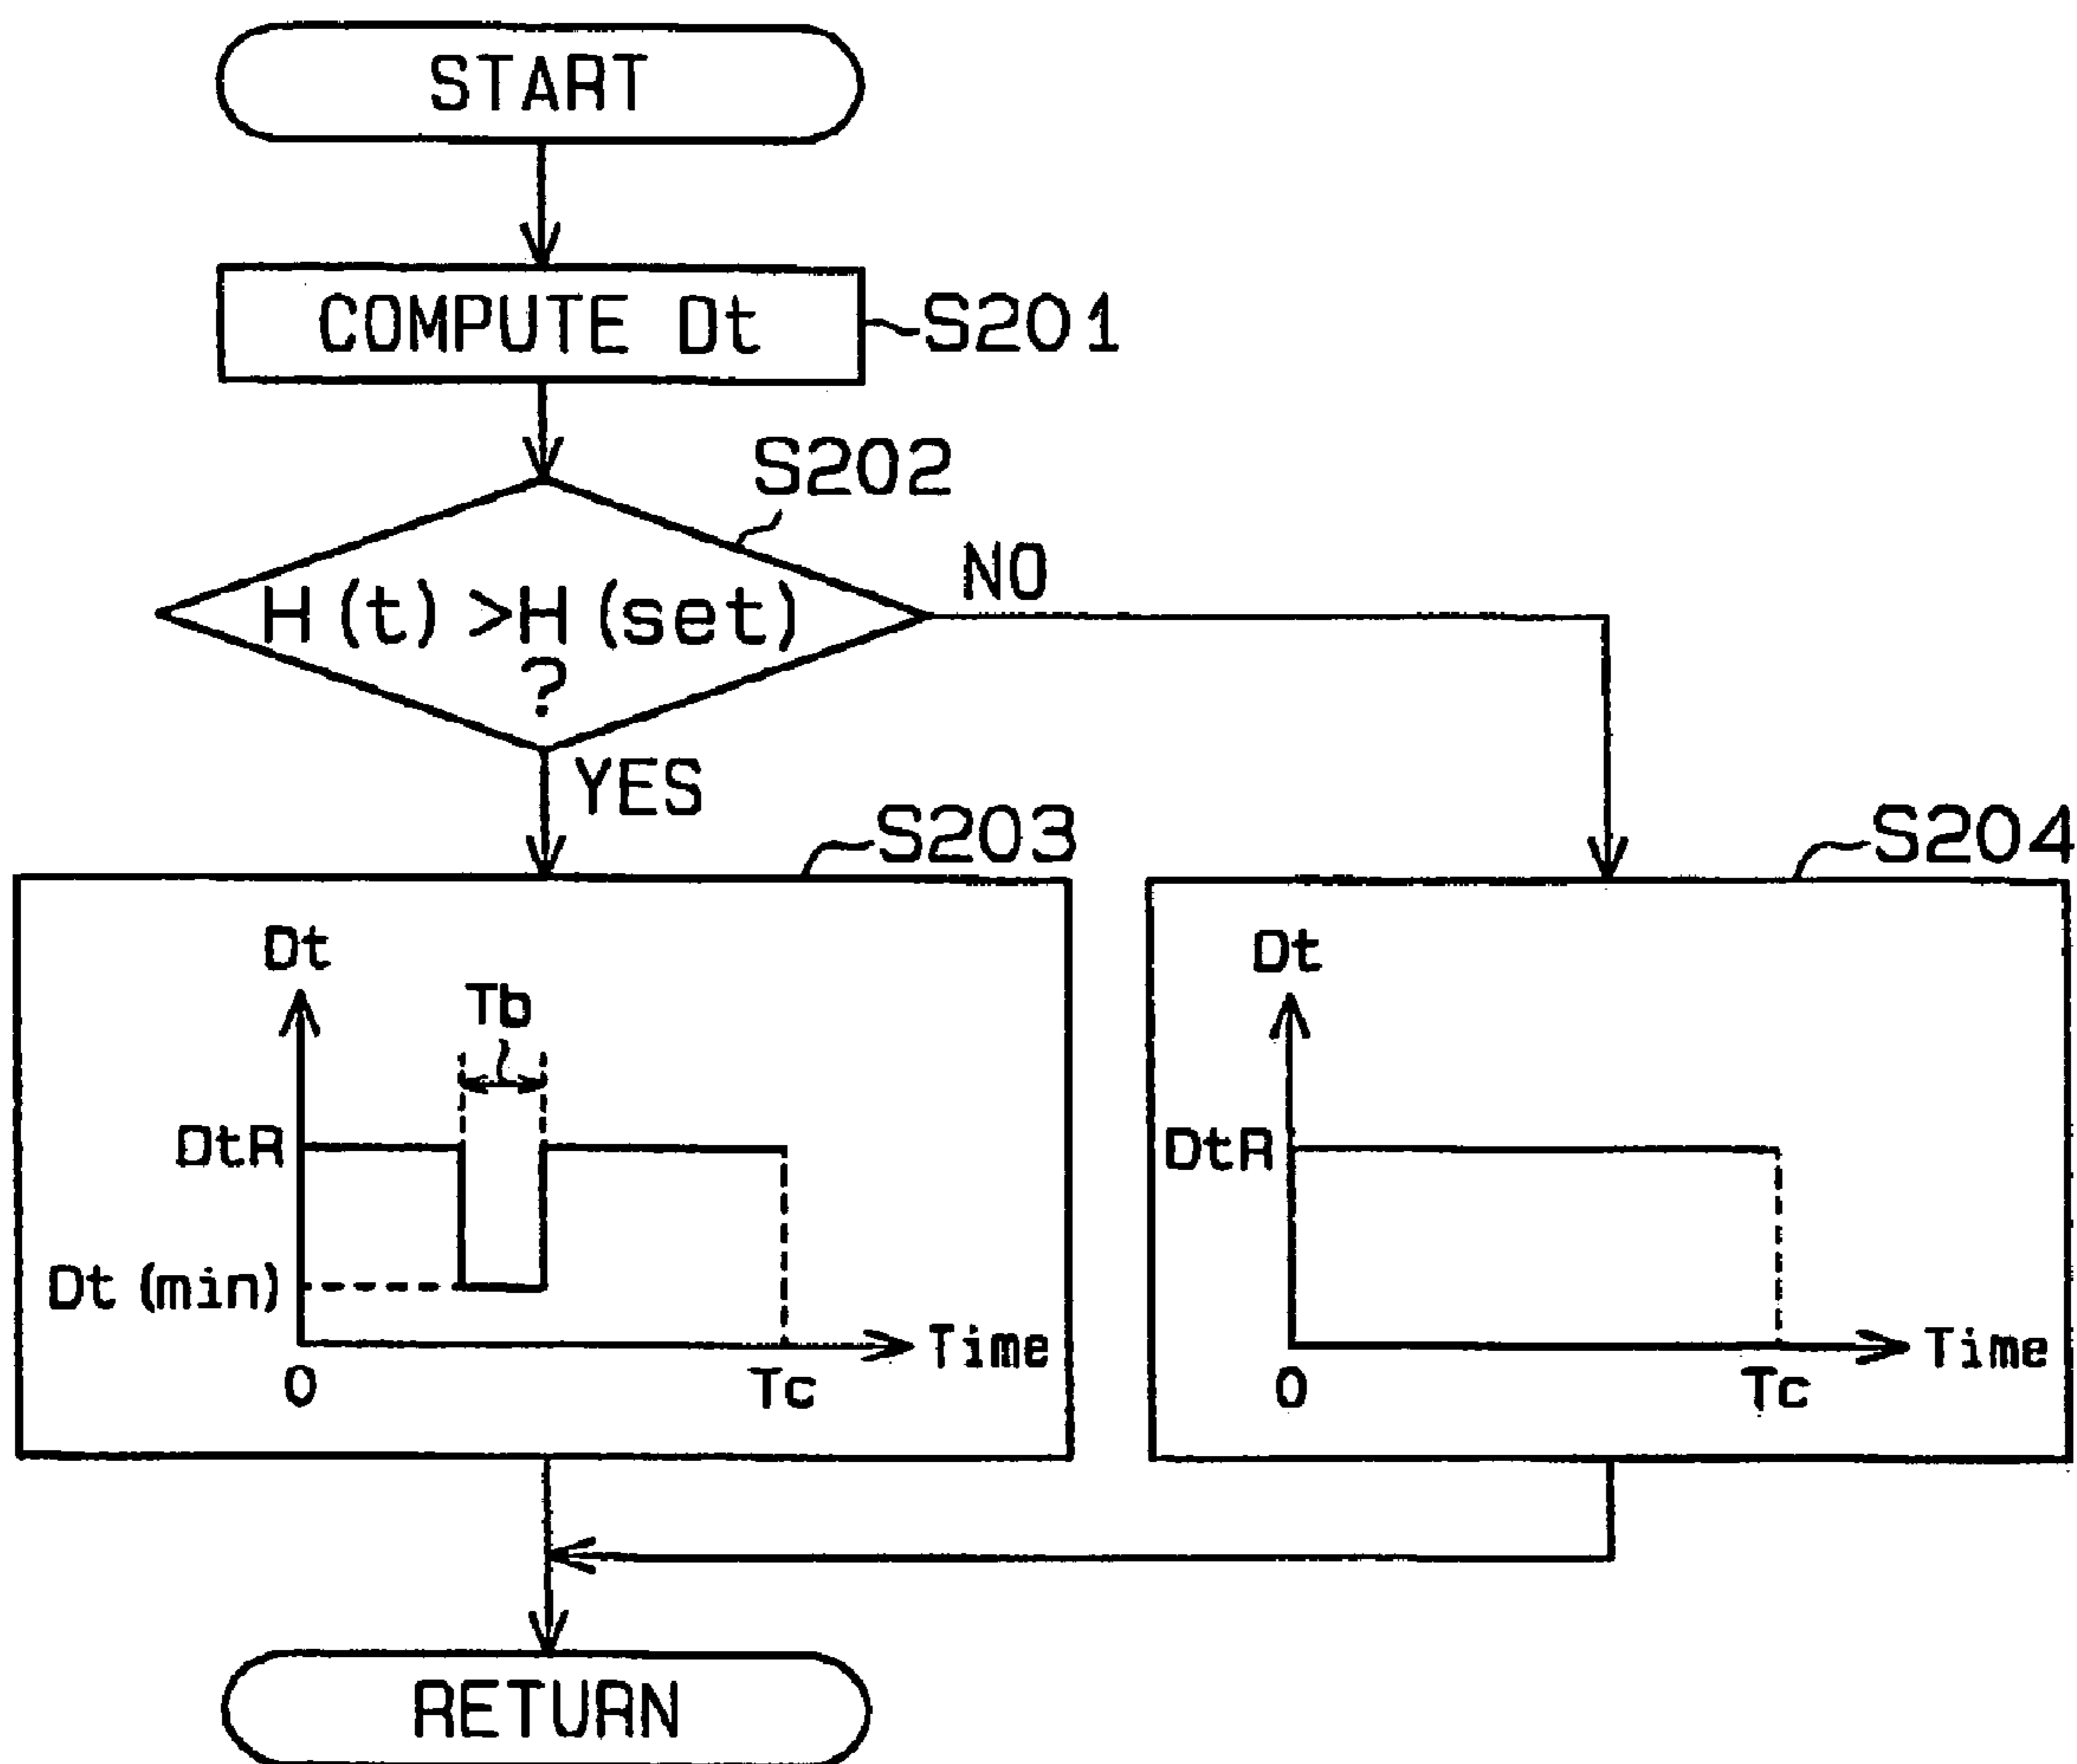 START
COMPUTE Dt
S201
S202
H(t)>H(set)
?
NO
YES
S203
Dt
Tb
DtR
Dt(min)
0
Tc
Time
S204
Dt
DtR
0
Tc
Time
RETURN